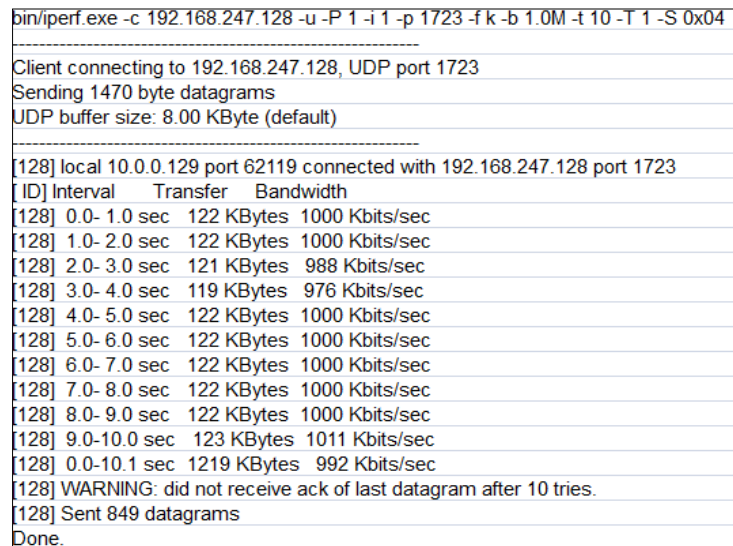 bin/iperf.exe -c 192.168.247.128 -u -P 1 -i 1 -p 1723 -f k -b 1.0M -t 10 -T 1 -S 0x04
------------------------------------------------------------
Client connecting to 192.168.247.128, UDP port 1723
Sending 1470 byte datagrams
UDP buffer size: 8.00 KByte (default)
------------------------------------------------------------
[128] local 10.0.0.129 port 62119 connected with 192.168.247.128 port 1723
[ ID] Interval Transfer Bandwidth
[128] 0.0- 1.0 sec 122 KBytes 1000 Kbits/sec
[128] 1.0- 2.0 sec 122 KBytes 1000 Kbits/sec
[128] 2.0- 3.0 sec 121 KBytes 988 Kbits/sec
[128] 3.0- 4.0 sec 119 KBytes 976 Kbits/sec
[128] 4.0- 5.0 sec 122 KBytes 1000 Kbits/sec
[128] 5.0- 6.0 sec 122 KBytes 1000 Kbits/sec
[128] 6.0- 7.0 sec 122 KBytes 1000 Kbits/sec
[128] 7.0- 8.0 sec 122 KBytes 1000 Kbits/sec
[128] 8.0- 9.0 sec 122 KBytes 1000 Kbits/sec
[128] 9.0-10.0 sec 123 KBytes 1011 Kbits/sec
[128] 0.0-10.1 sec 1219 KBytes 992 Kbits/sec
[128] WARNING: did not receive ack of last datagram after 10 tries.
[128] Sent 849 datagrams
Done.